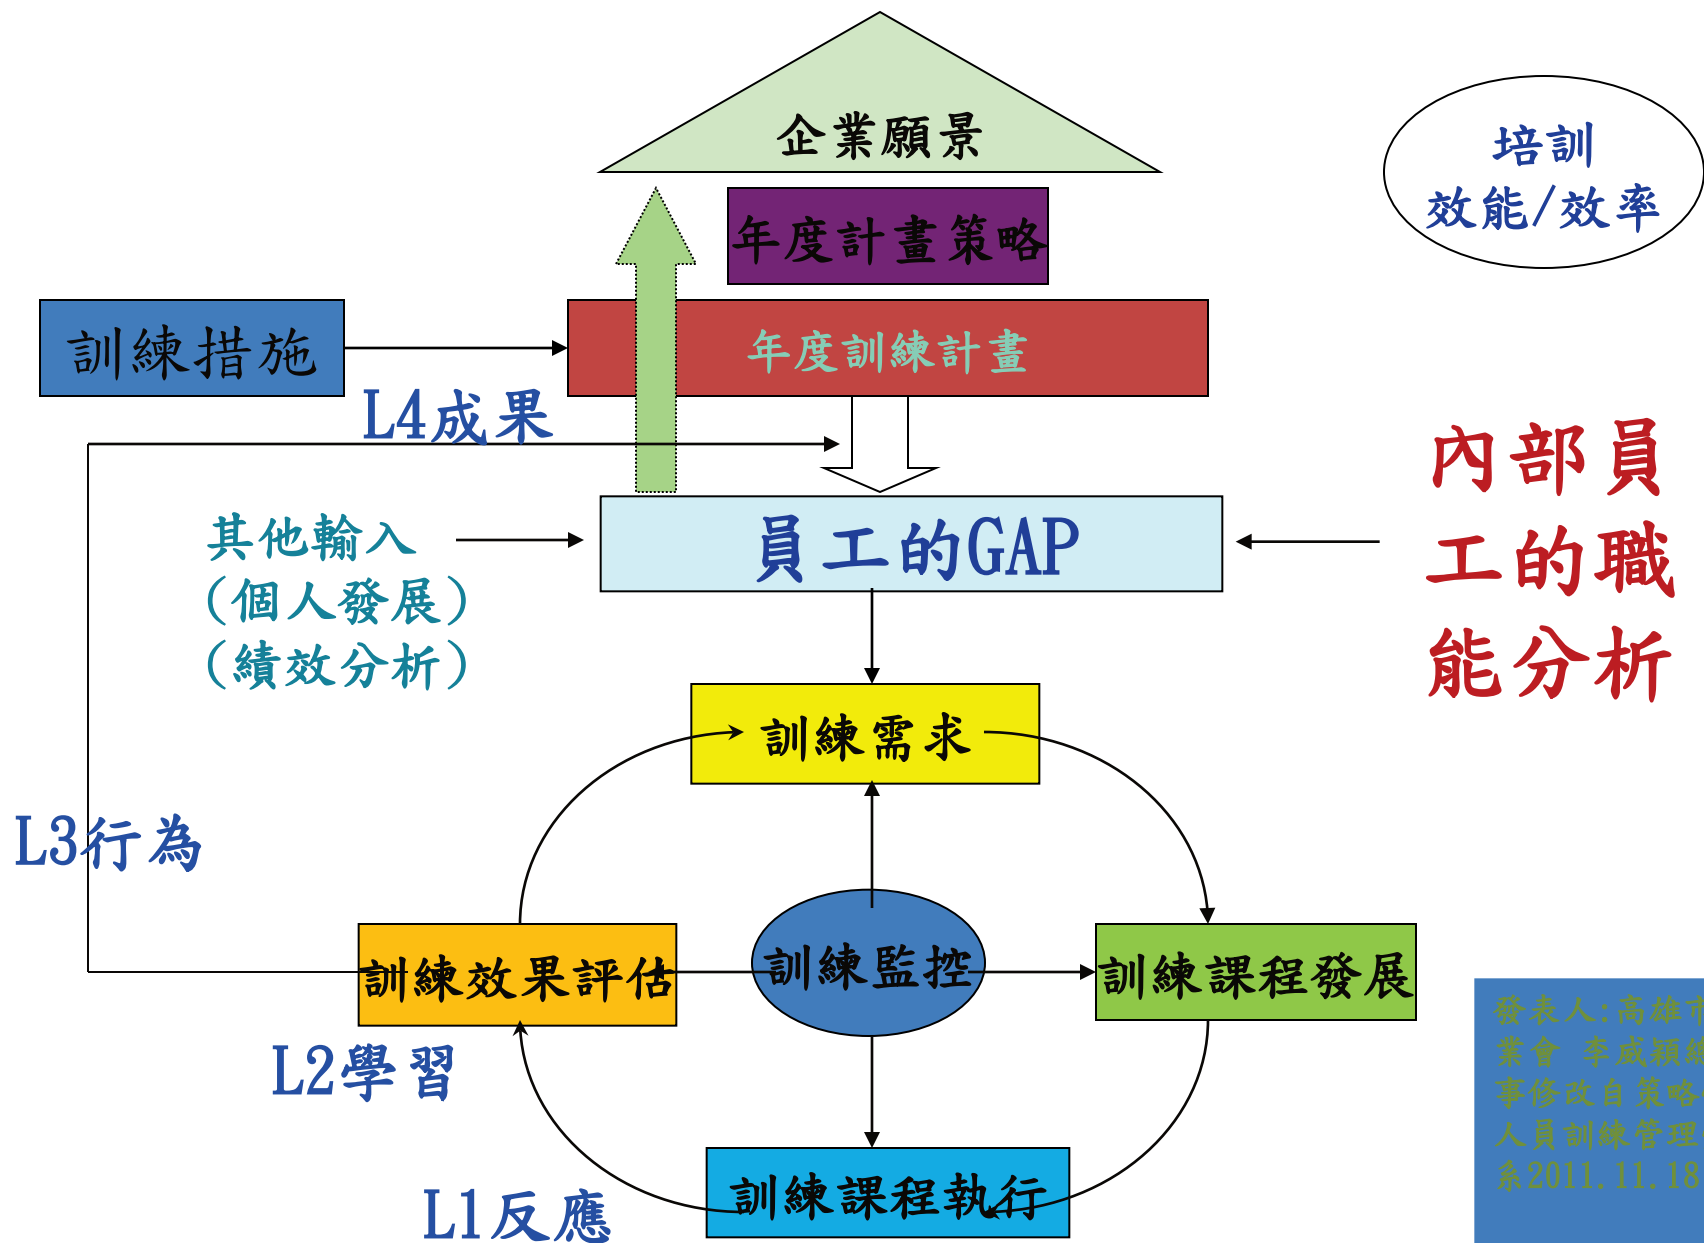 企業願景
培訓
效能/效率
年度計畫策略
訓練措施
年度訓練計畫
L4成果
內部員
工的職
能分析
員工的GAP
其他輸入
(個人發展)
(績效分析)
訓練需求
L3行為
訓練效果評估
訓練監控
訓練課程發展
L2學習
訓練課程執行
L1反應
發表人:高雄市
業會 李威穎總
事修改自策略
人員訓練管理
系2011.11.18